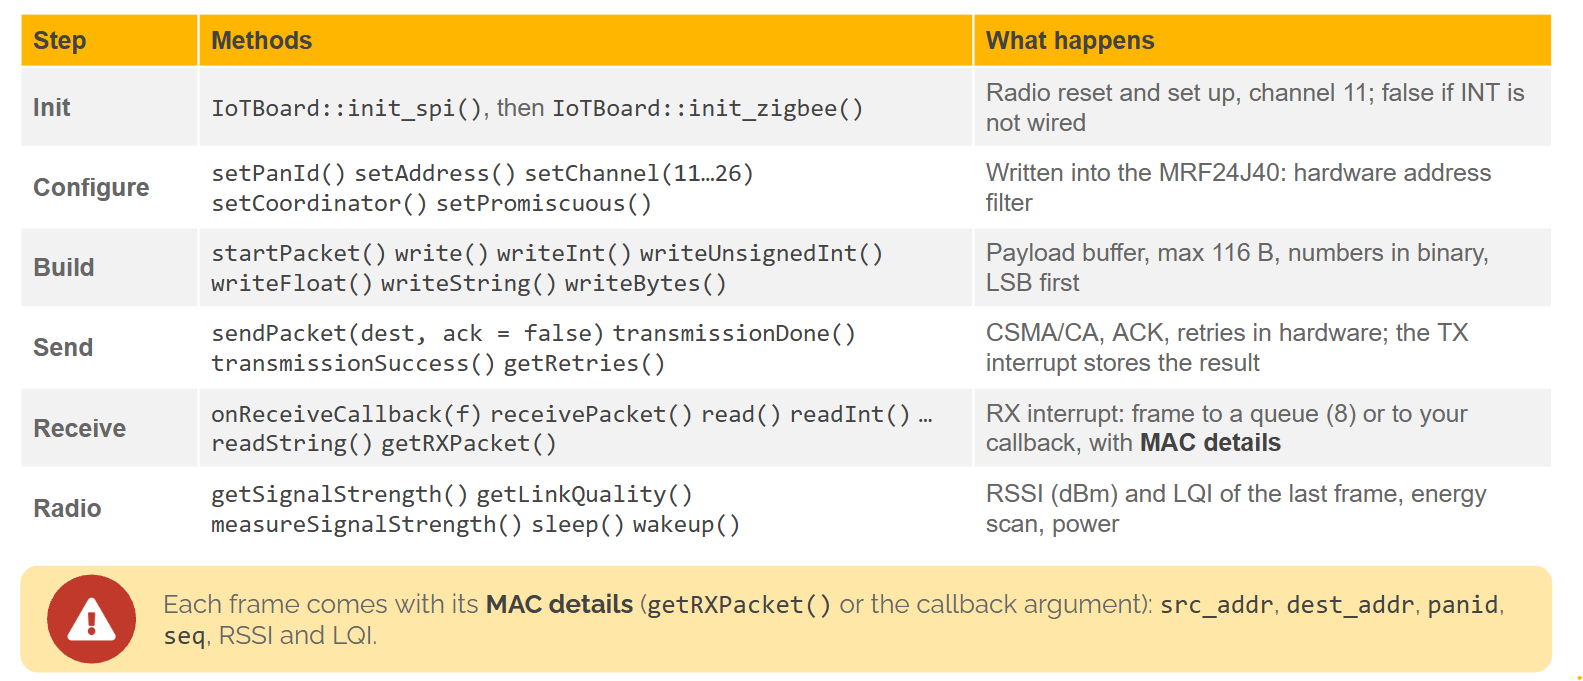 Step Methods What happens
Init IoTBoard::init_spi(), then IoTBoard::init_zigbee() Radio reset and set up, channel 11; false if INT is
not wired
Configure setPanId() setAddress() setChannel(11…26)
setCoordinator() setPromiscuous() Written into the MRF24J40: hardware address
filter
Build startPacket() write() writeInt() writeUnsignedInt()
writeFloat() writeString() writeBytes() Payload buffer, max 116 B, numbers in binary,
LSB first
Send sendPacket(dest, ack = false) transmissionDone()
transmissionSuccess() getRetries() CSMA/CA, ACK, retries in hardware; the TX
interrupt stores the result
Receive onReceiveCallback(f) receivePacket() read() readInt() …
readString() getRXPacket() RX interrupt: frame to a queue (8) or to your
callback, with MAC details
Radio getSignalStrength() getLinkQuality()
measureSignalStrength() sleep() wakeup() RSSI (dBm) and LQI of the last frame, energy
scan, power
Each frame comes with its MAC details (getRXPacket() or the callback argument): src_addr, dest_addr, panid,
seq, RSSI and LQI.